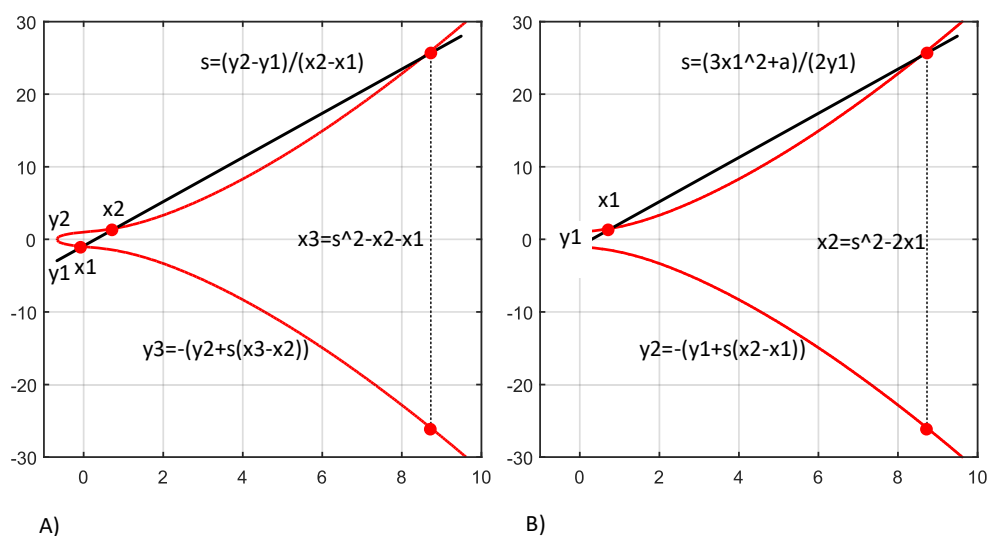 30
20
10
0
-10
-20
-30
0
2
4
6
8
10
s=(y2-y1)/(x2-x1)
y2
x2
y1
x1
x3=s^2-x2-x1
y3=-(y2+s(x3-x2))
A)
30
20
10
0
-10
-20
-30
0
2
4
6
8
10
s=(3x1^2+a)/(2y1)
x1
y1
x2=s^2-2x1
y2=-(y1+s(x2-x1))
B)